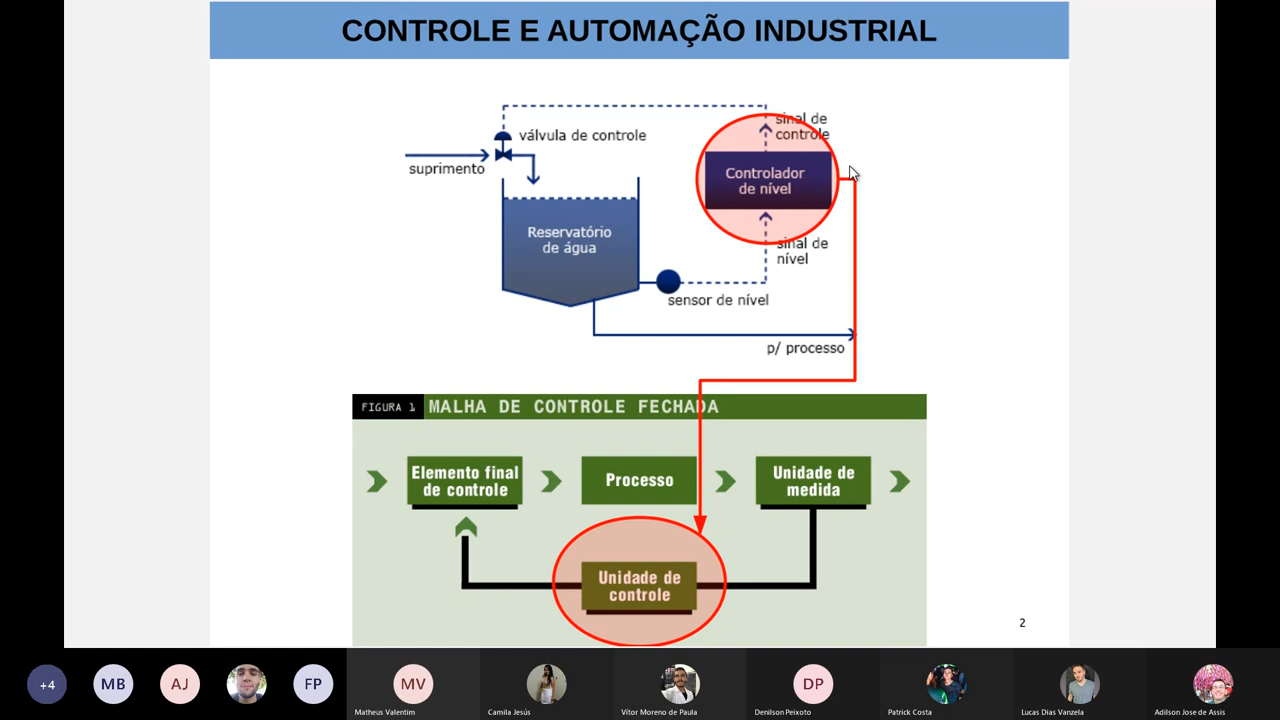 CONTROLE E AUTOMAÇÃO INDUSTRIAL
sinal de
controle
válvula de controle
suprimento
Controlador
de nível
Reservatório
de água
sinal de
nível
sensor de nível
p/ processo
FIGURA 1 MALHA DE CONTROLE FECHADA
Elemento final
de controle
Processo
Unidade de
medida
Unidade de
controle
2
+4
MB
AJ
FP
MV
DP
Matheus Valentim
Camila Jesús
Vítor Moreno de Paula
Denilson Peixoto
Patrick Costa
Lucas Dias Vanzela
Adilson Jose de Assis